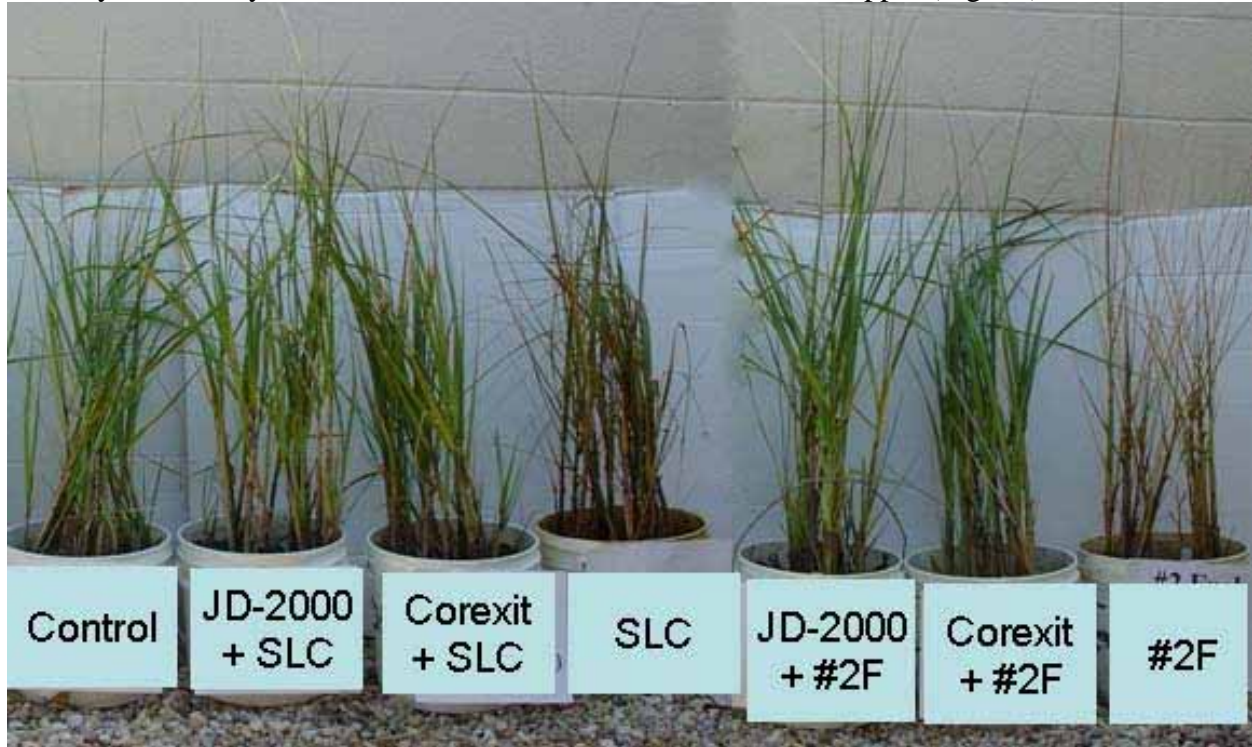 Control
JD-2000
+ SLC
Corexit
+ SLC
SLC
JD-2000
+ #2F
Corexit
+ #2F
#2F